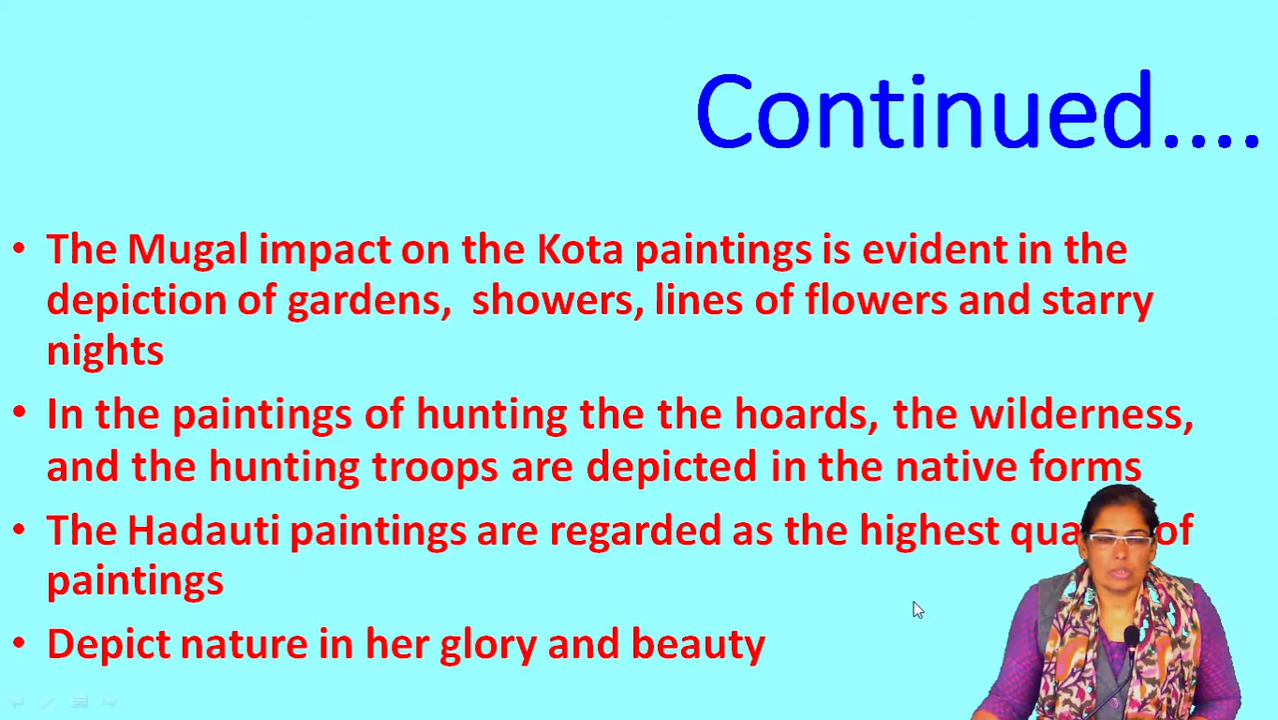 Continued....
• The Mugal impact on the Kota paintings is evident in the
depiction of gardens, showers, lines of flowers and starry
nights
• In the paintings of hunting the the hoards, the wilderness,
and the hunting troops are depicted in the native forms
• The Hadauti paintings are regarded as the highest of
paintings
• Depict nature in her glory and beauty